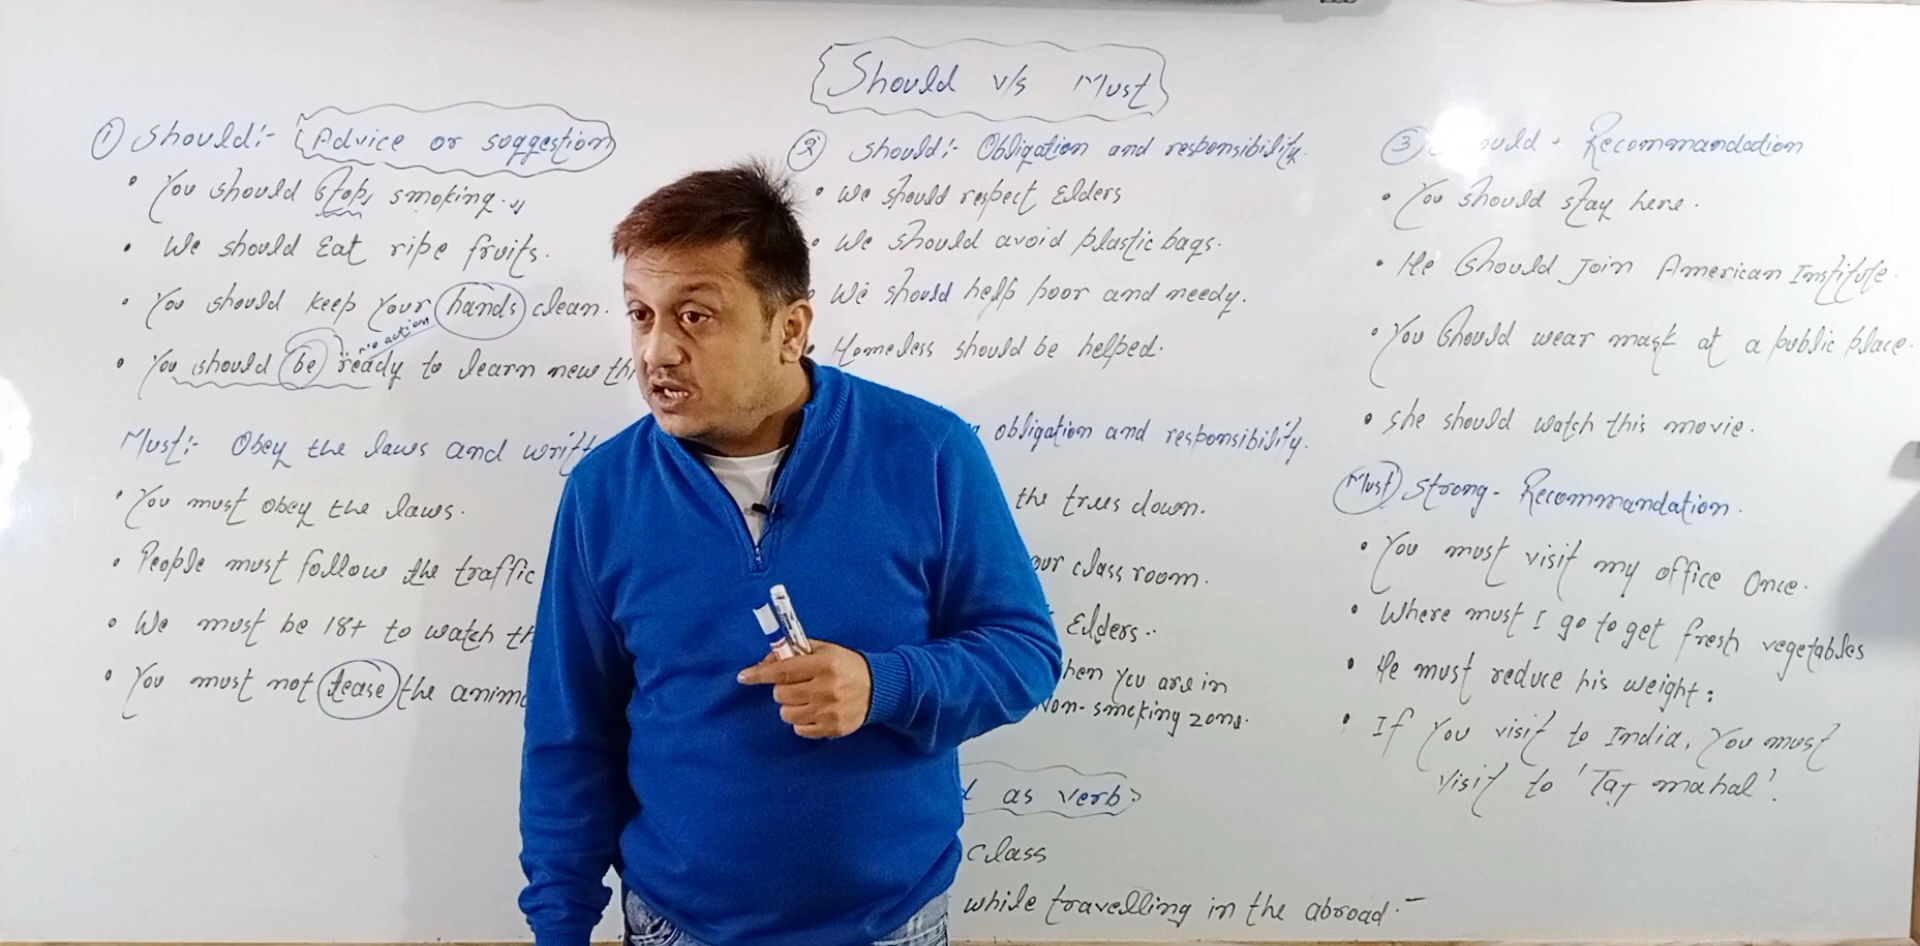 Should v/s Must
① Should:- Advice or soggestion
• You should stop smoking.
• We should Eat ripe fruits.
• You should keep your hands clean.
no action
• You should be ready to learn new
Must:- Obey the laws and
• You must obey the laws.
• People must follow the traffic
• We must be 18+ to watch
• You must not tease the
② should:- Obligation and responsibility.
• We should respect Elders
• We should avoid plastic bags.
• We should help poor and needy.
• Homeless should be helped.
obligation and responsibility.
the trees down.
our class room.
Elders.
when you are in
Non-smoking zone.
as verb
class
while travelling in the abroad.-
③ Should - Recommandadion
• You should stay here.
• He should Join American Institute.
• You should wear mask at a public place.
• she should watch this movie.
Must Strong - Recommandation.
• You must visit my office Once.
• Where must I go to get fresh vegetables
• He must reduce his weight:
• If You visit to India, You must
visit to 'Taj mahal'.